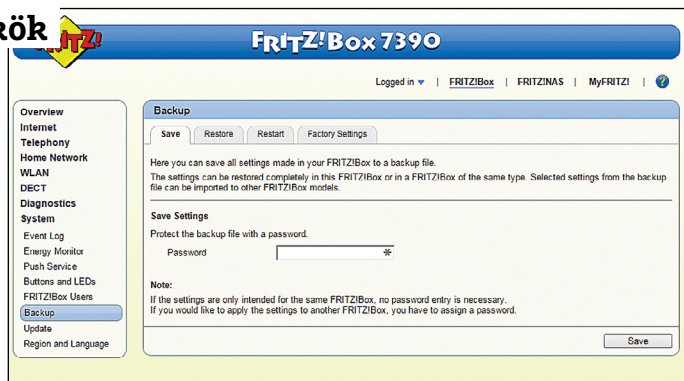 kök
FRITZ!
FRITZ!Box 7390
Logged in | FRITZ!Box | FRITZ!NAS | MyFRITZ! | ?
Overview
Internet
Telephony
Home Network
WLAN
DECT
Diagnostics
System
Event Log
Energy Monitor
Push Service
Buttons and LEDs
FRITZ!Box Users
Backup
Update
Region and Language
Backup
Save Restore Restart Factory Settings
Here you can save all settings made in your FRITZ!Box to a backup file.
The settings can be restored completely in this FRITZ!Box or in a FRITZ!Box of the same type. Selected settings from the backup
file can be imported to other FRITZ!Box models.
Save Settings
Protect the backup file with a password.
Password *
Note:
If the settings are only intended for the same FRITZ!Box, no password entry is necessary.
If you would like to apply the settings to another FRITZ!Box, you have to assign a password.
Save